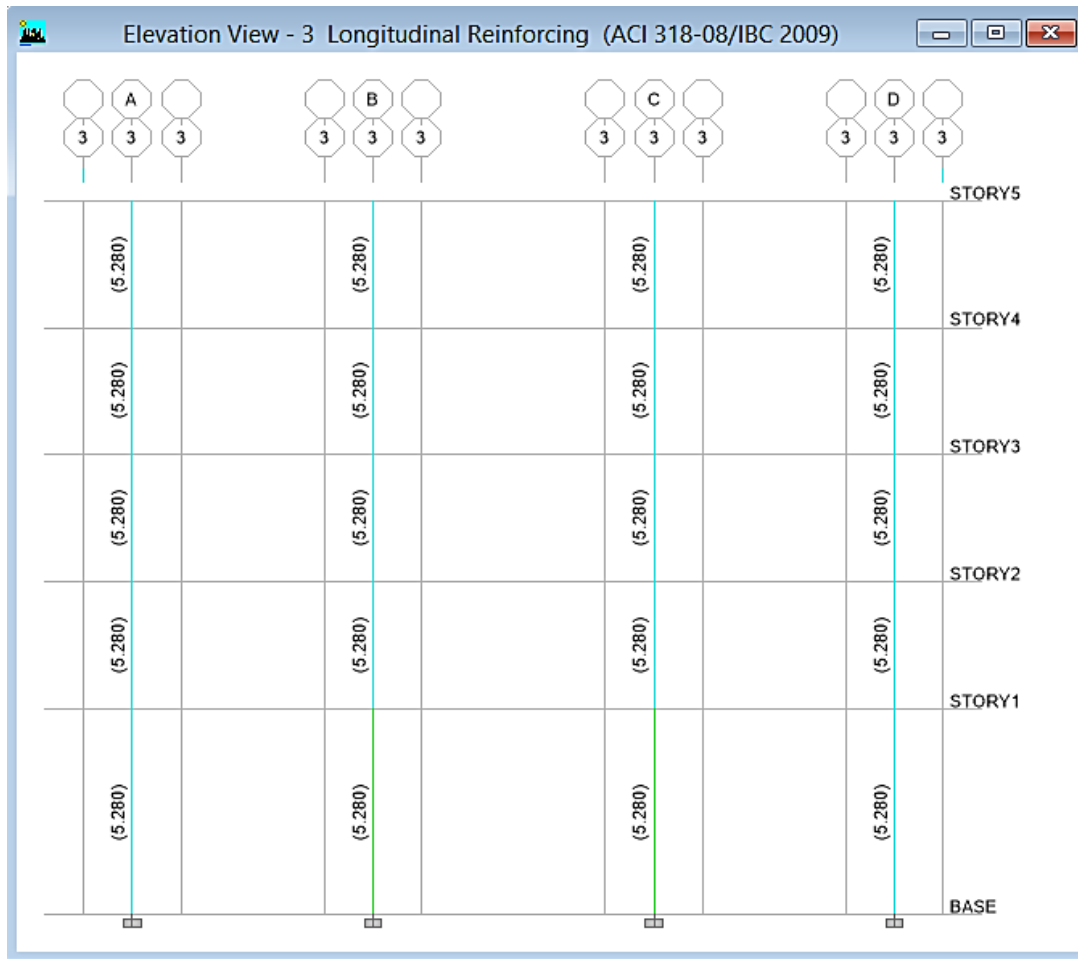 Elevation View - 3 Longitudinal Reinforcing (ACI 318-08/IBC 2009)
A B C D
3 3 3 3 3 3 3 3 3 3 3 3
STORY5
(5.280) (5.280) (5.280) (5.280)
STORY4
(5.280) (5.280) (5.280) (5.280)
STORY3
(5.280) (5.280) (5.280) (5.280)
STORY2
(5.280) (5.280) (5.280) (5.280)
STORY1
(5.280) (5.280) (5.280) (5.280)
BASE